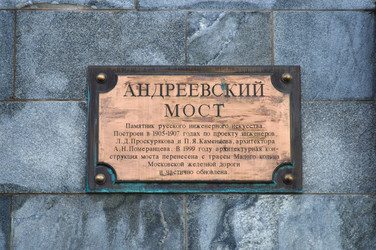 АНДРЕЕВСКИЙ
МОСТ
Памятник русского инженерного искусства.
Построен в 1905-1907 годах по проекту инженеров
Л.Д.Проскурякова и П.Я.Каменцева, архитектора
А.Н.Померанцева. В 1999 году архитектурная кон-
струкция моста перенесена с трассы Малого кольца
Московской железной дороги
и частично обновлена.